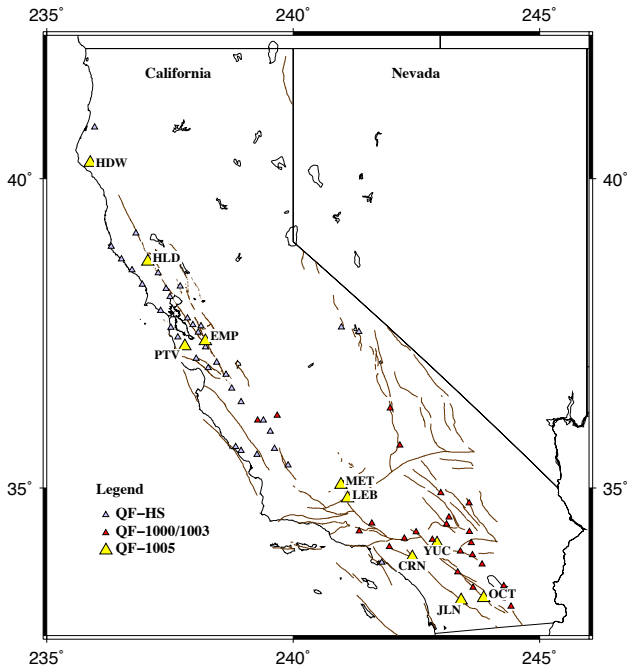 235° 240° 245°
California Nevada
HDW
40° 40°
HLD
EMP
PTV
MET
LEB
35° 35°
Legend
QF-HS
QF-1000/1003
QF-1005
YUC
CRN
OCT
JLN
235° 240° 245°